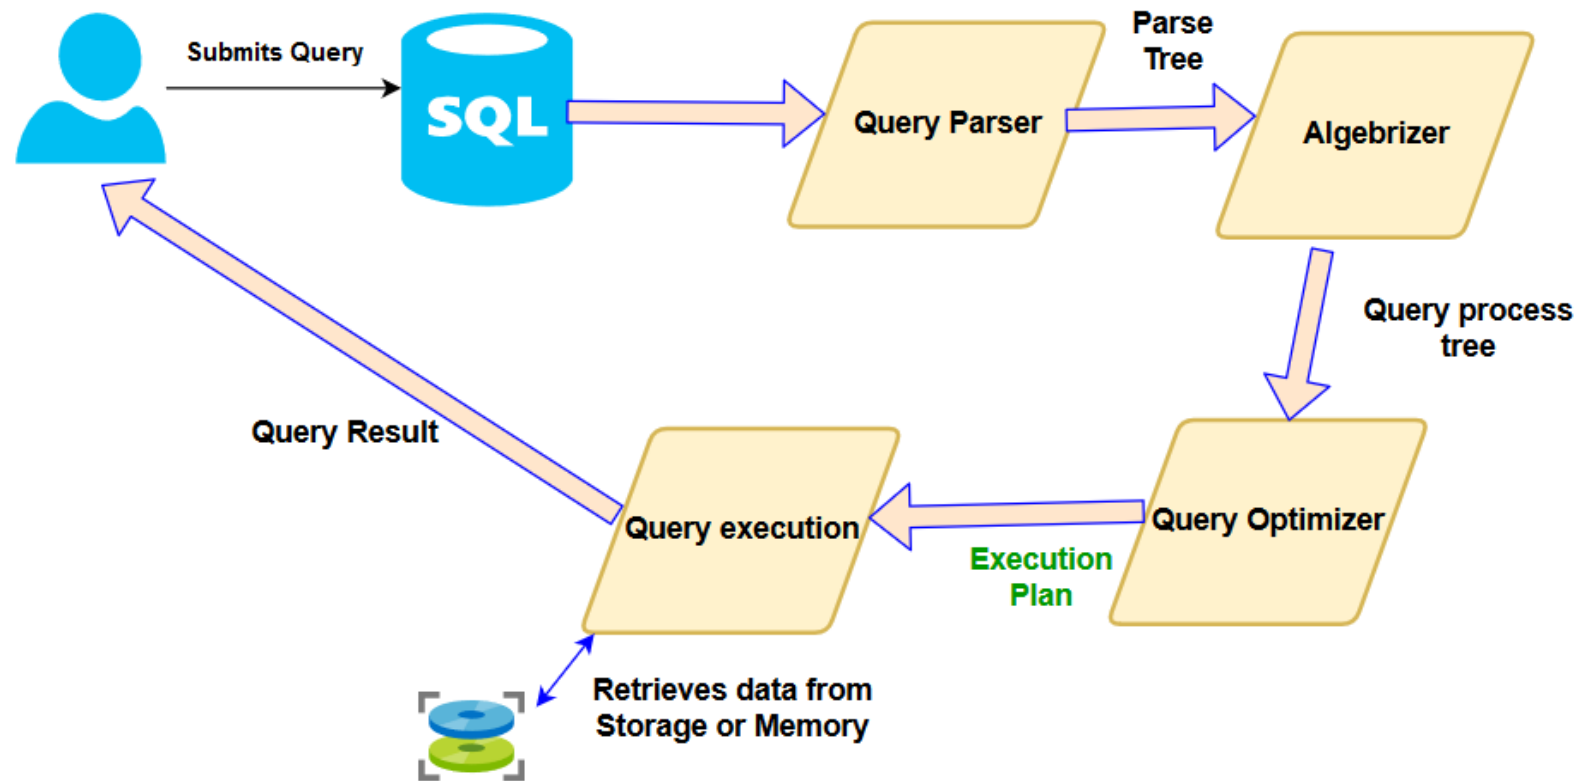 Submits Query
SQL
Query Parser
Parse
Tree
Algebrizer
Query process
tree
Query Optimizer
Execution
Plan
Query execution
Query Result
Retrieves data from
Storage or Memory